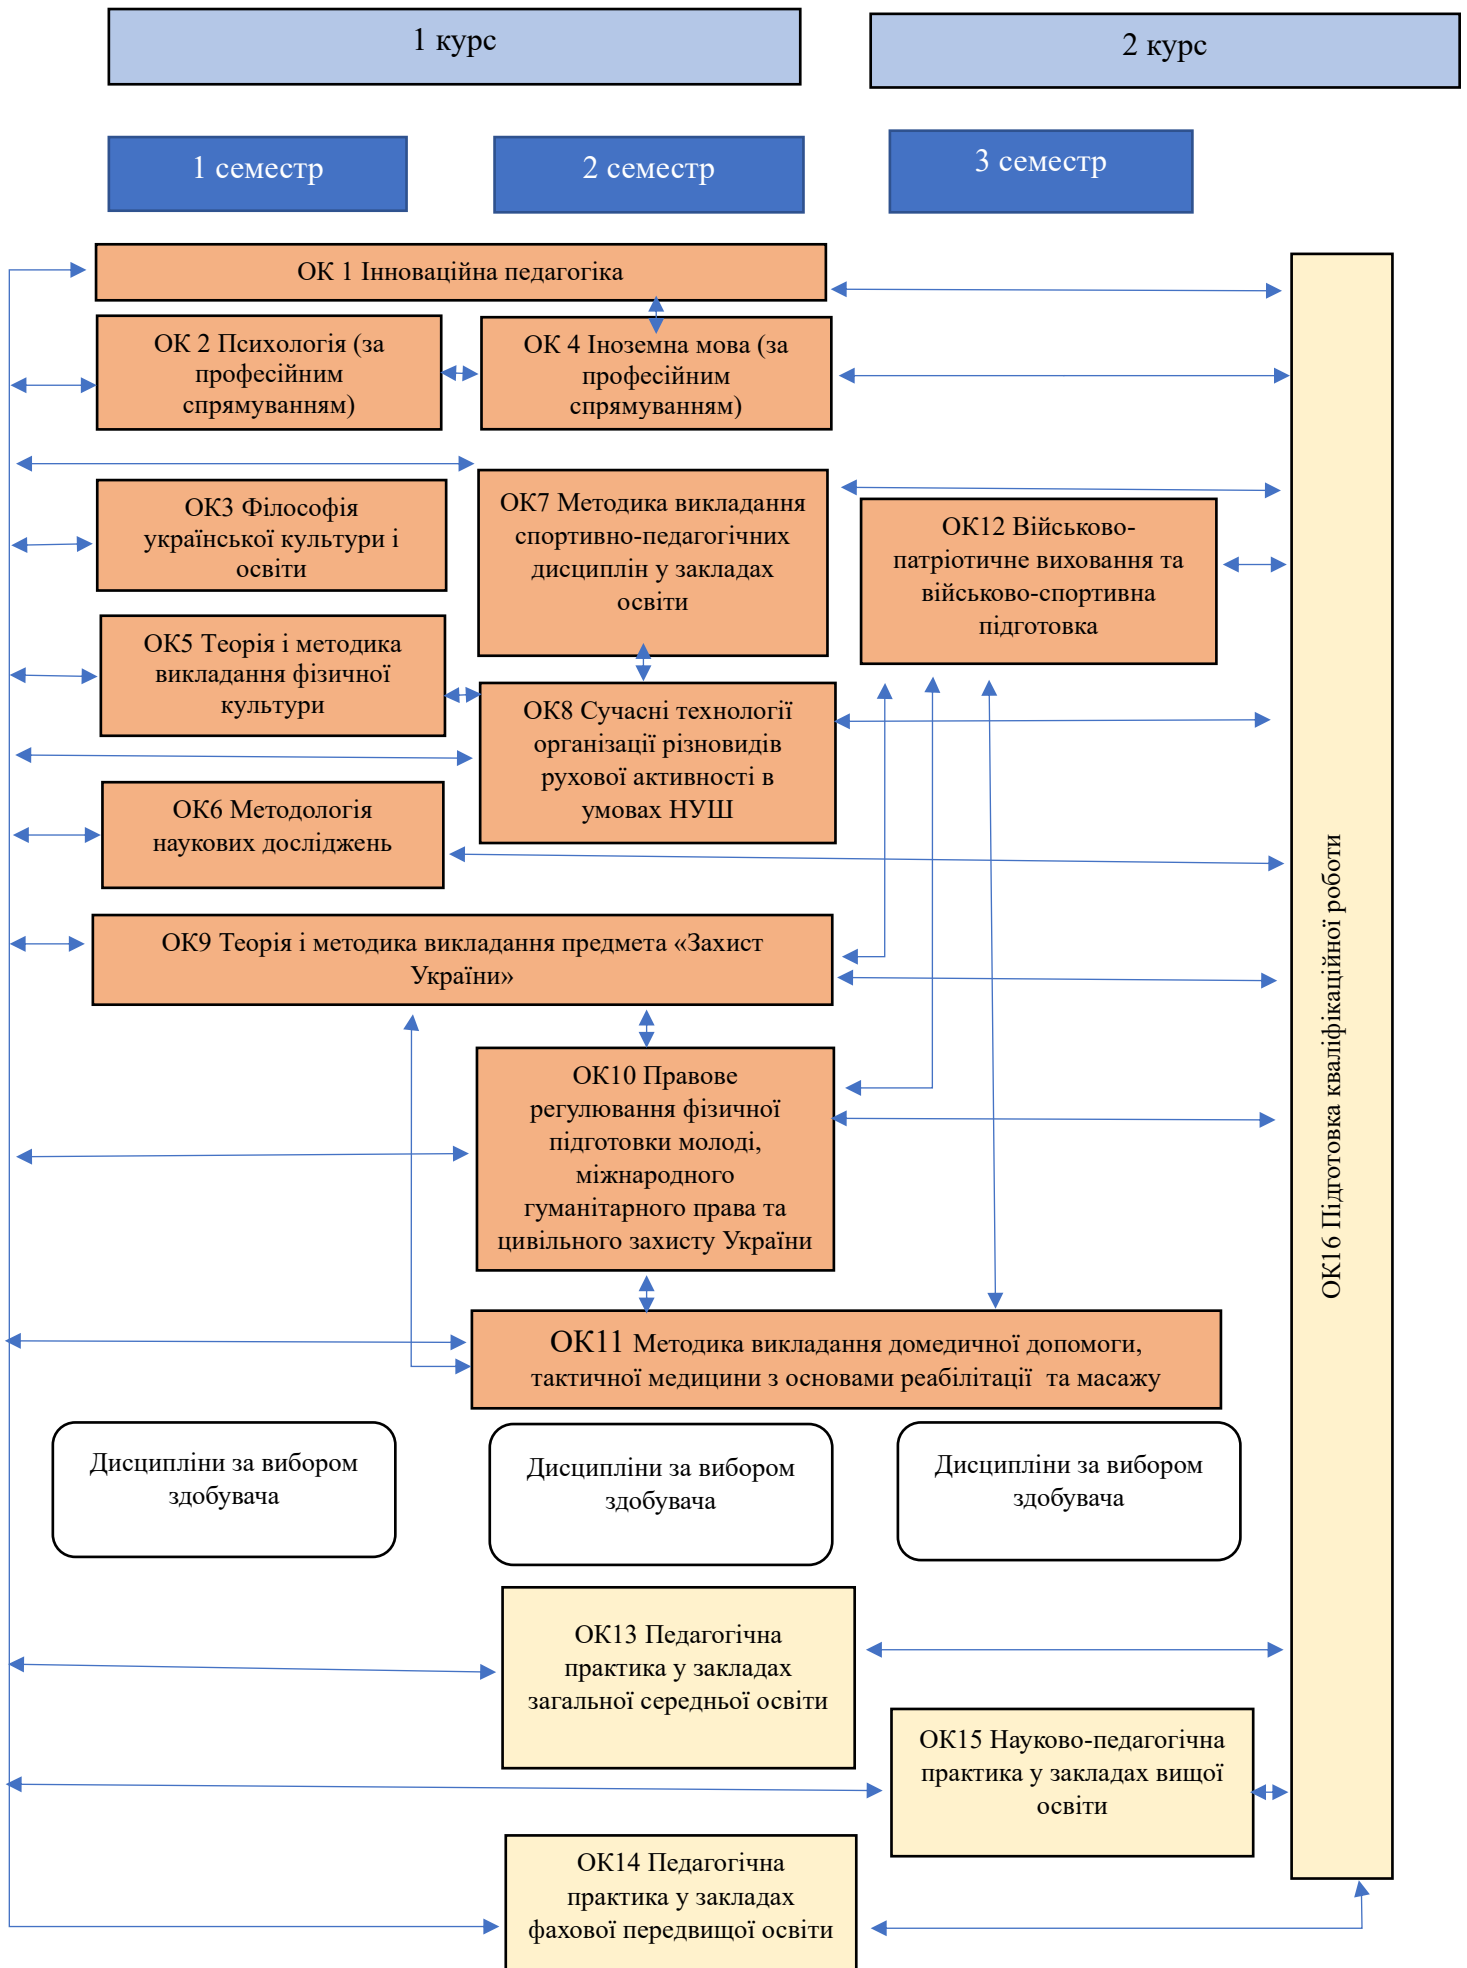 1 курс
2 курс
1 семестр
2 семестр
3 семестр
ОК 1 Інноваційна педагогіка
ОК 2 Психологія (за
професійним
спрямуванням)
ОК 4 Іноземна мова (за
професійним
спрямуванням)
ОК3 Філософія
української культури і
освіти
ОК7 Методика викладання
спортивно-педагогічних
дисциплін у закладах
освіти
ОК12 Військово-
патріотичне виховання та
військово-спортивна
підготовка
ОК5 Теорія і методика
викладання фізичної
культури
ОК8 Сучасні технології
організації різновидів
рухової активності в
умовах НУШ
ОК6 Методологія
наукових досліджень
ОК9 Теорія і методика викладання предмета «Захист
України»
ОК10 Правове
регулювання фізичної
підготовки молоді,
міжнародного
гуманітарного права та
цивільного захисту України
ОК11 Методика викладання домедичної допомоги,
тактичної медицини з основами реабілітації та масажу
Дисципліни за вибором
здобувача
Дисципліни за вибором
здобувача
Дисципліни за вибором
здобувача
ОК13 Педагогічна
практика у закладах
загальної середньої освіти
ОК15 Науково-педагогічна
практика у закладах вищої
освіти
ОК14 Педагогічна
практика у закладах
фахової передвищої освіти
ОК16 Підготовка кваліфікаційної роботи